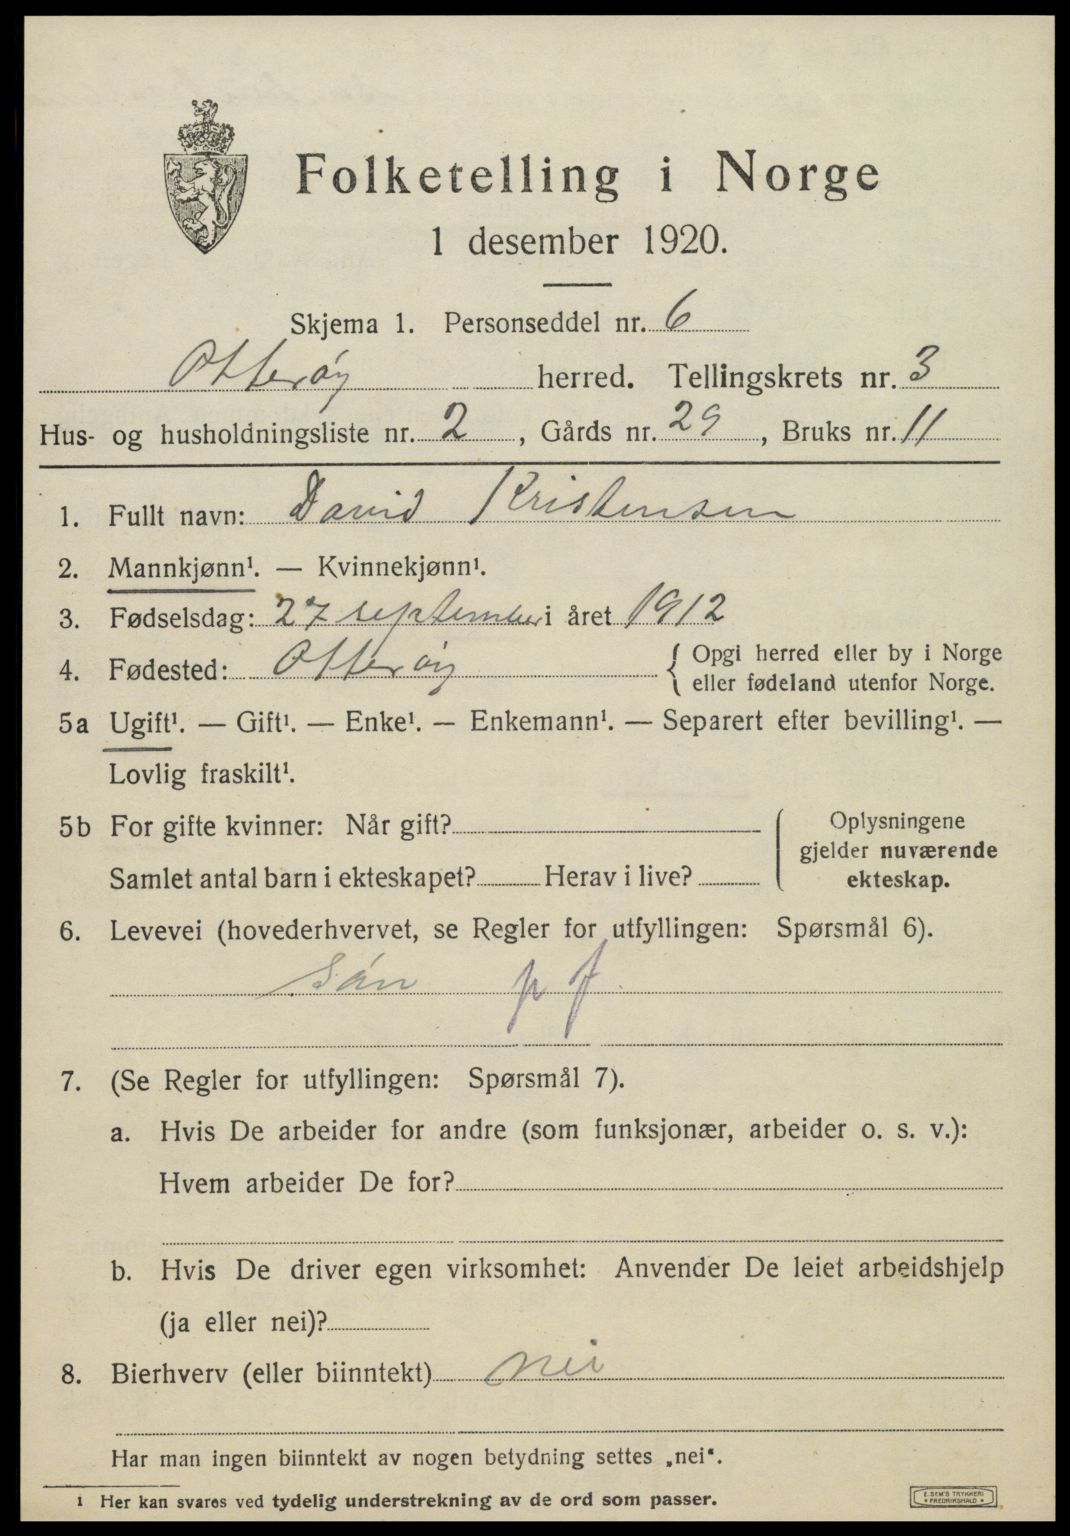 Folketelling i Norge
1 desember 1920.
Skjema 1. Personseddel nr. 6
Otterøy herred. Tellingskrets nr. 3
Hus- og husholdningsliste nr. 2, Gårds nr. 29, Bruks nr. 11
1. Fullt navn: David Kristensen
2. Mannkjønn¹. — Kvinnekjønn¹.
3. Fødselsdag: 27 september i året 1912
4. Fødested: Otterøy { Opgi herred eller by i Norge
eller fødeland utenfor Norge.
5a Ugift¹. — Gift¹. — Enke¹. — Enkemann¹. — Separert efter bevilling¹. —
Lovlig fraskilt¹.
5b For gifte kvinner: Når gift?
Samlet antal barn i ekteskapet? Herav i live?
{ Oplysningene
gjelder nuværende
ekteskap.
6. Levevei (hovederhvervet, se Regler for utfyllingen: Spørsmål 6).
Sön p f
7. (Se Regler for utfyllingen: Spørsmål 7).
a. Hvis De arbeider for andre (som funksjonær, arbeider o. s. v.):
Hvem arbeider De for?
b. Hvis De driver egen virksomhet: Anvender De leiet arbeidshjelp
(ja eller nei)?
8. Bierhverv (eller biinntekt) nei
Har man ingen biinntekt av nogen betydning settes „nei“.
¹ Her kan svares ved tydelig understrekning av de ord som passer.
E. SEM'S TRYKKERI
• FREDRIKSHALD •